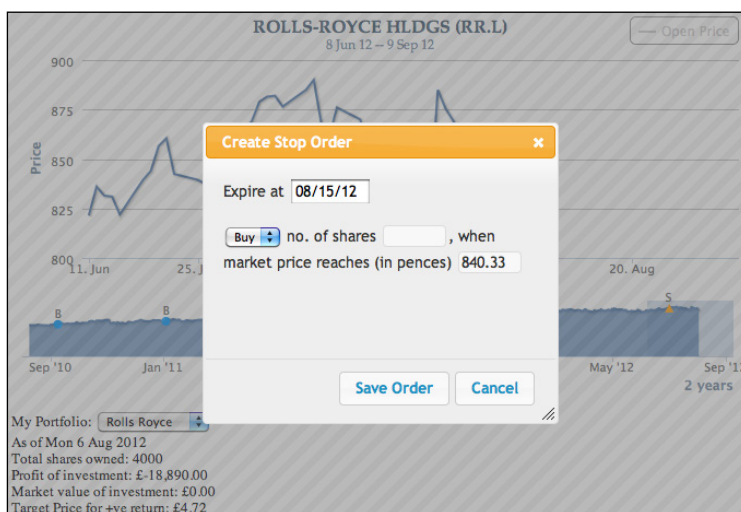 ROLLS-ROYCE HLDGS (RR.L)
8 Jun 12 – 9 Sep 12
Open Price
900
875
850
825
800
Price
11. Jun
25. J
20. Aug
Create Stop Order
Expire at 08/15/12
Buy no. of shares , when
market price reaches (in pences) 840.33
Save Order Cancel
B
B
S
Sep '10
Jan '11
May '12
Sep '1
2 years
My Portfolio: Rolls Royce
As of Mon 6 Aug 2012
Total shares owned: 4000
Profit of investment: £-18,890.00
Market value of investment: £0.00
Target Price for +ve return: £4.72